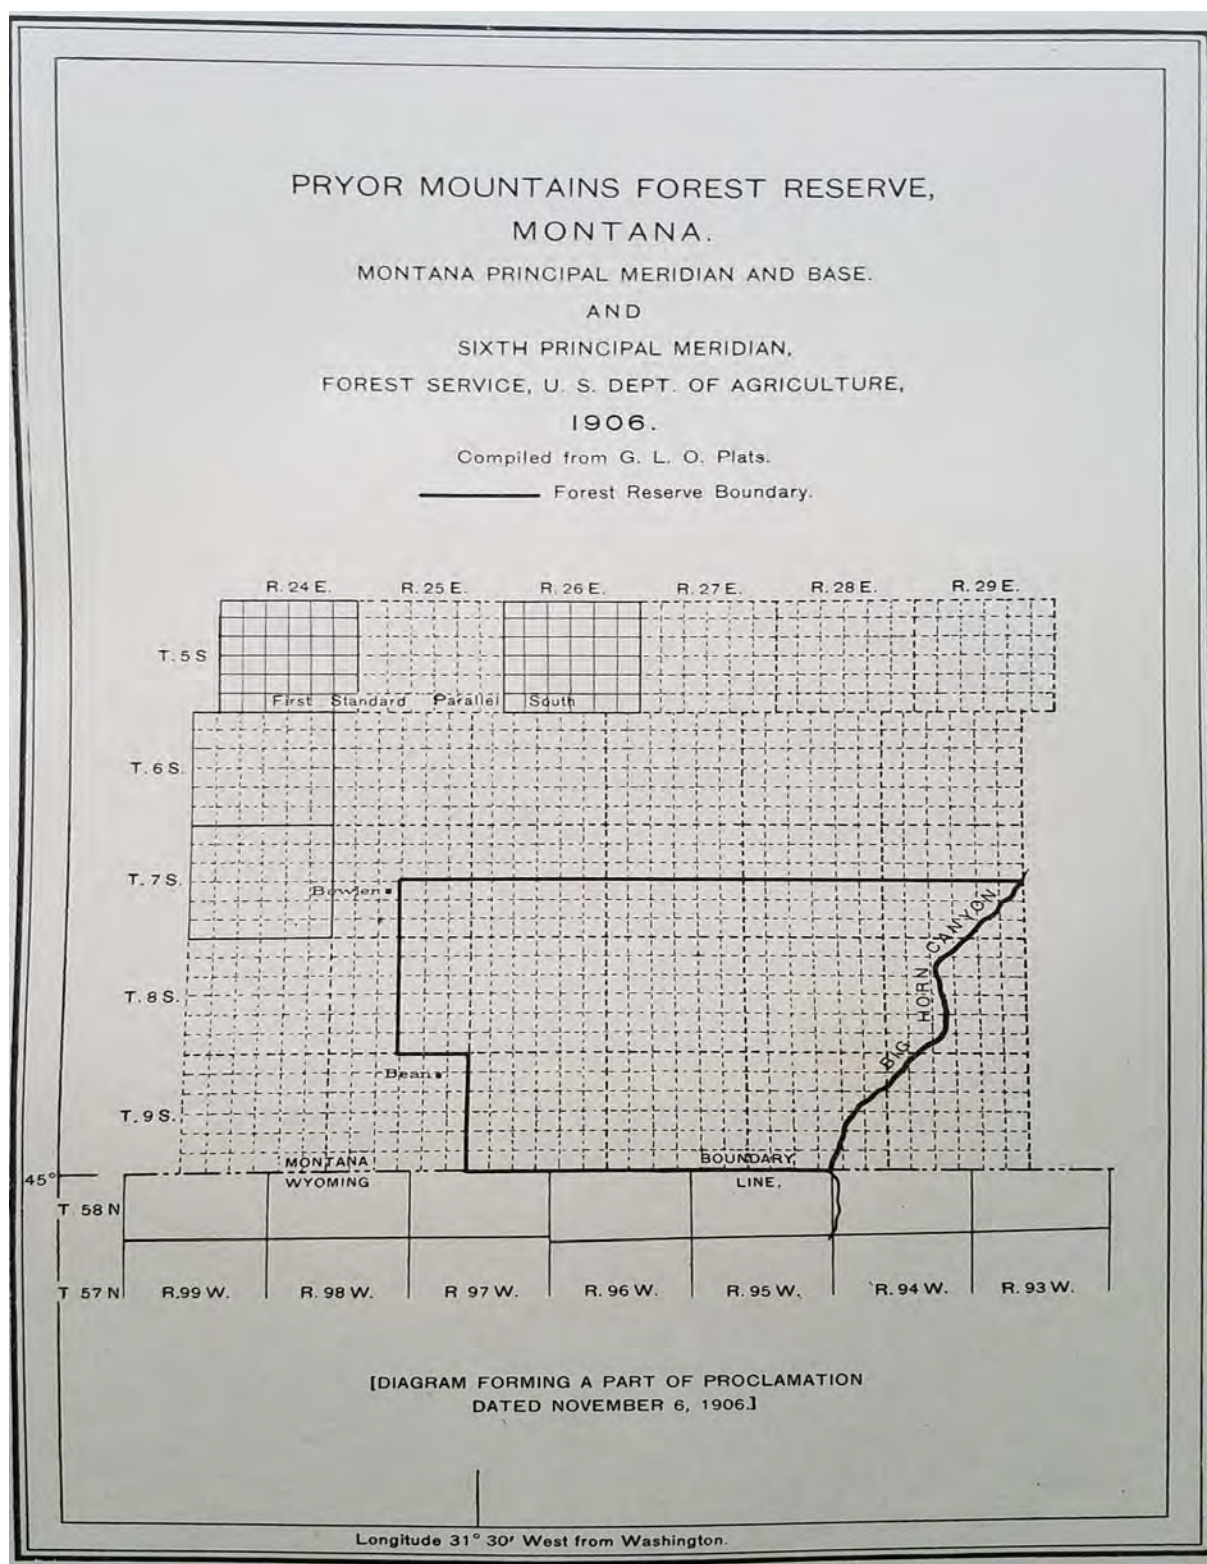 PRYOR MOUNTAINS FOREST RESERVE,
MONTANA.
MONTANA PRINCIPAL MERIDIAN AND BASE.
AND
SIXTH PRINCIPAL MERIDIAN,
FOREST SERVICE, U. S. DEPT. OF AGRICULTURE,
1906.
Compiled from G. L. O. Plats.
Forest Reserve Boundary.
R. 24 E. R. 25 E. R. 26 E. R. 27 E. R. 28 E. R. 29 E.
T. 5 S
First Standard Parallel South
T. 6 S.
T. 7 S.
Bowlen
BIG HORN CANYON
T. 8 S.
Bean
T. 9 S.
MONTANA BOUNDARY
45° WYOMING LINE,
T. 58 N
T 57 N R.99 W. R. 98 W. R 97 W. R. 96 W. R. 95 W. R. 94 W. R. 93 W.
[DIAGRAM FORMING A PART OF PROCLAMATION
DATED NOVEMBER 6, 1906.]
Longitude 31° 30' West from Washington.